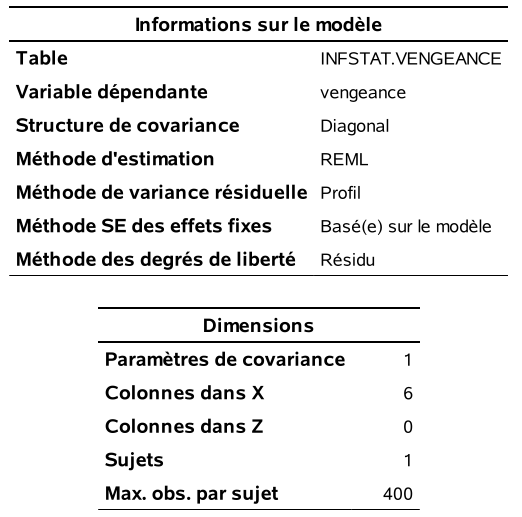 Informations sur le modèle
Table INFSTAT.VENGEANCE
Variable dépendante vengeance
Structure de covariance Diagonal
Méthode d'estimation REML
Méthode de variance résiduelle Profil
Méthode SE des effets fixes Basé(e) sur le modèle
Méthode des degrés de liberté Résidu
Dimensions
Paramètres de covariance 1
Colonnes dans X 6
Colonnes dans Z 0
Sujets 1
Max. obs. par sujet 400